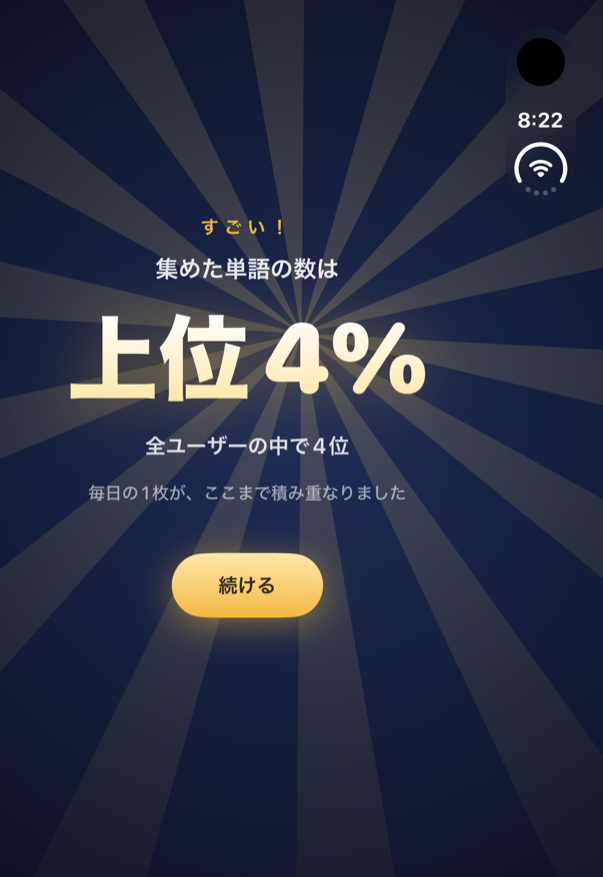 8:22
すごい！
集めた単語の数は
上位4%
全ユーザーの中で4位
毎日の1枚が、ここまで積み重なりました
続ける